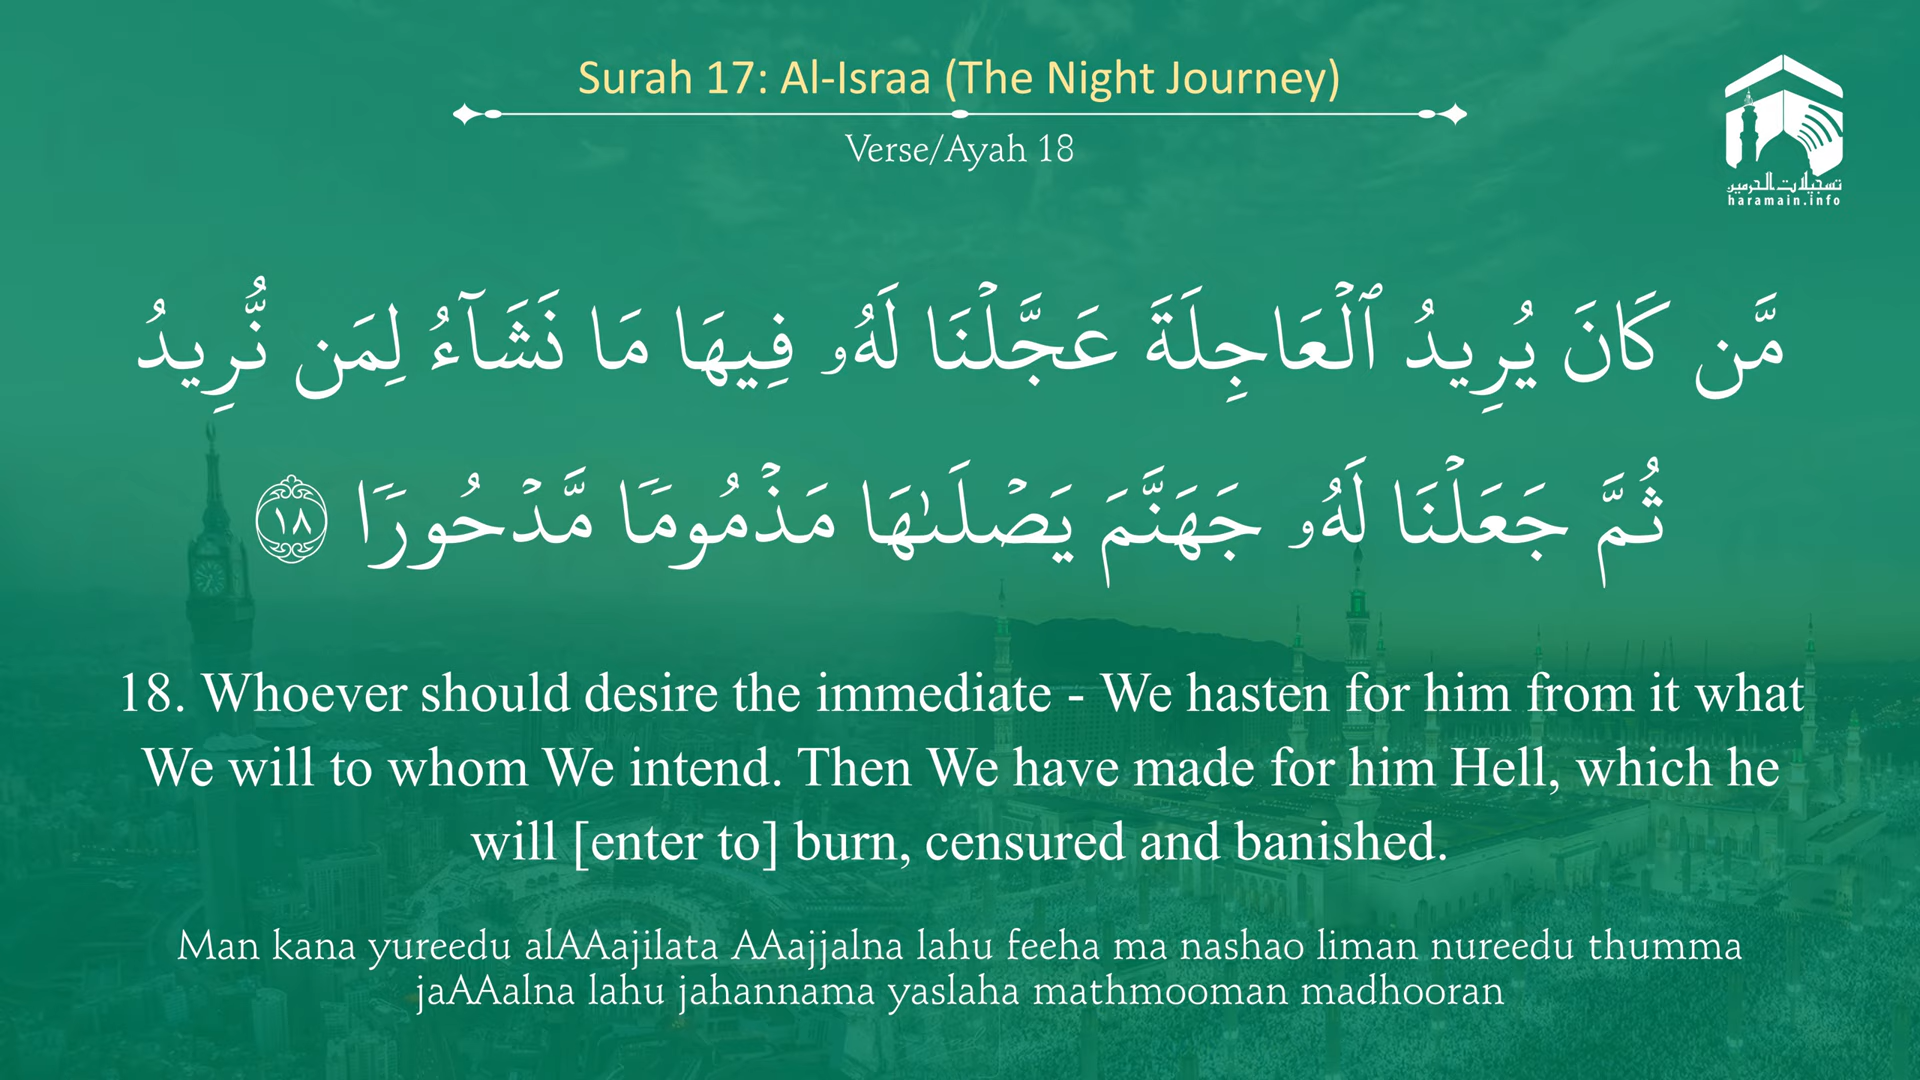 Surah 17: Al-Israa (The Night Journey)
Verse/Ayah 18
تسجيلات الحرمين
haramain.info
مَّن كَانَ يُرِيدُ ٱلْعَاجِلَةَ عَجَّلْنَا لَهُۥ فِيهَا مَا نَشَآءُ لِمَن نُّرِيدُ
ثُمَّ جَعَلْنَا لَهُۥ جَهَنَّمَ يَصْلَىٰهَا مَذْمُومًا مَّدْحُورًا ١٨
18. Whoever should desire the immediate - We hasten for him from it what
We will to whom We intend. Then We have made for him Hell, which he
will [enter to] burn, censured and banished.
Man kana yureedu alAAajilata AAajjalna lahu feeha ma nashao liman nureedu thumma
jaAAalna lahu jahannama yaslaha mathmooman madhooran